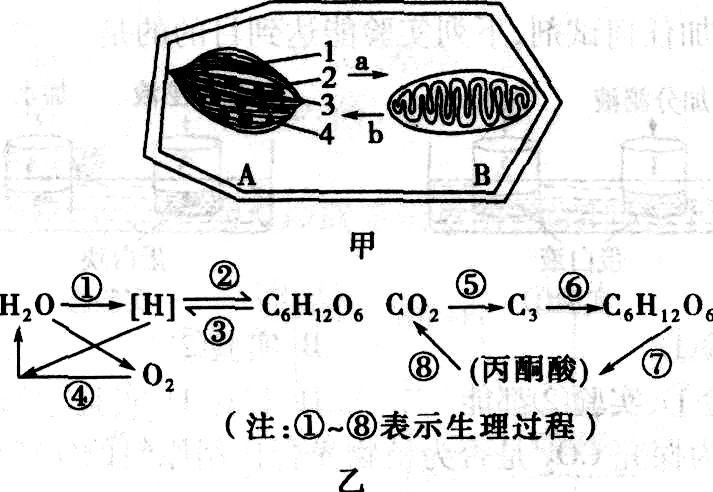 1
2
3
4
a
b
A
B
甲
H₂O ① [H] ② ③ C₆H₁₂O₆ CO₂ ⑤ C₃ ⑥ C₆H₁₂O₆
④ O₂ ⑧ (丙酮酸) ⑦
(注:①~⑧表示生理过程)
乙